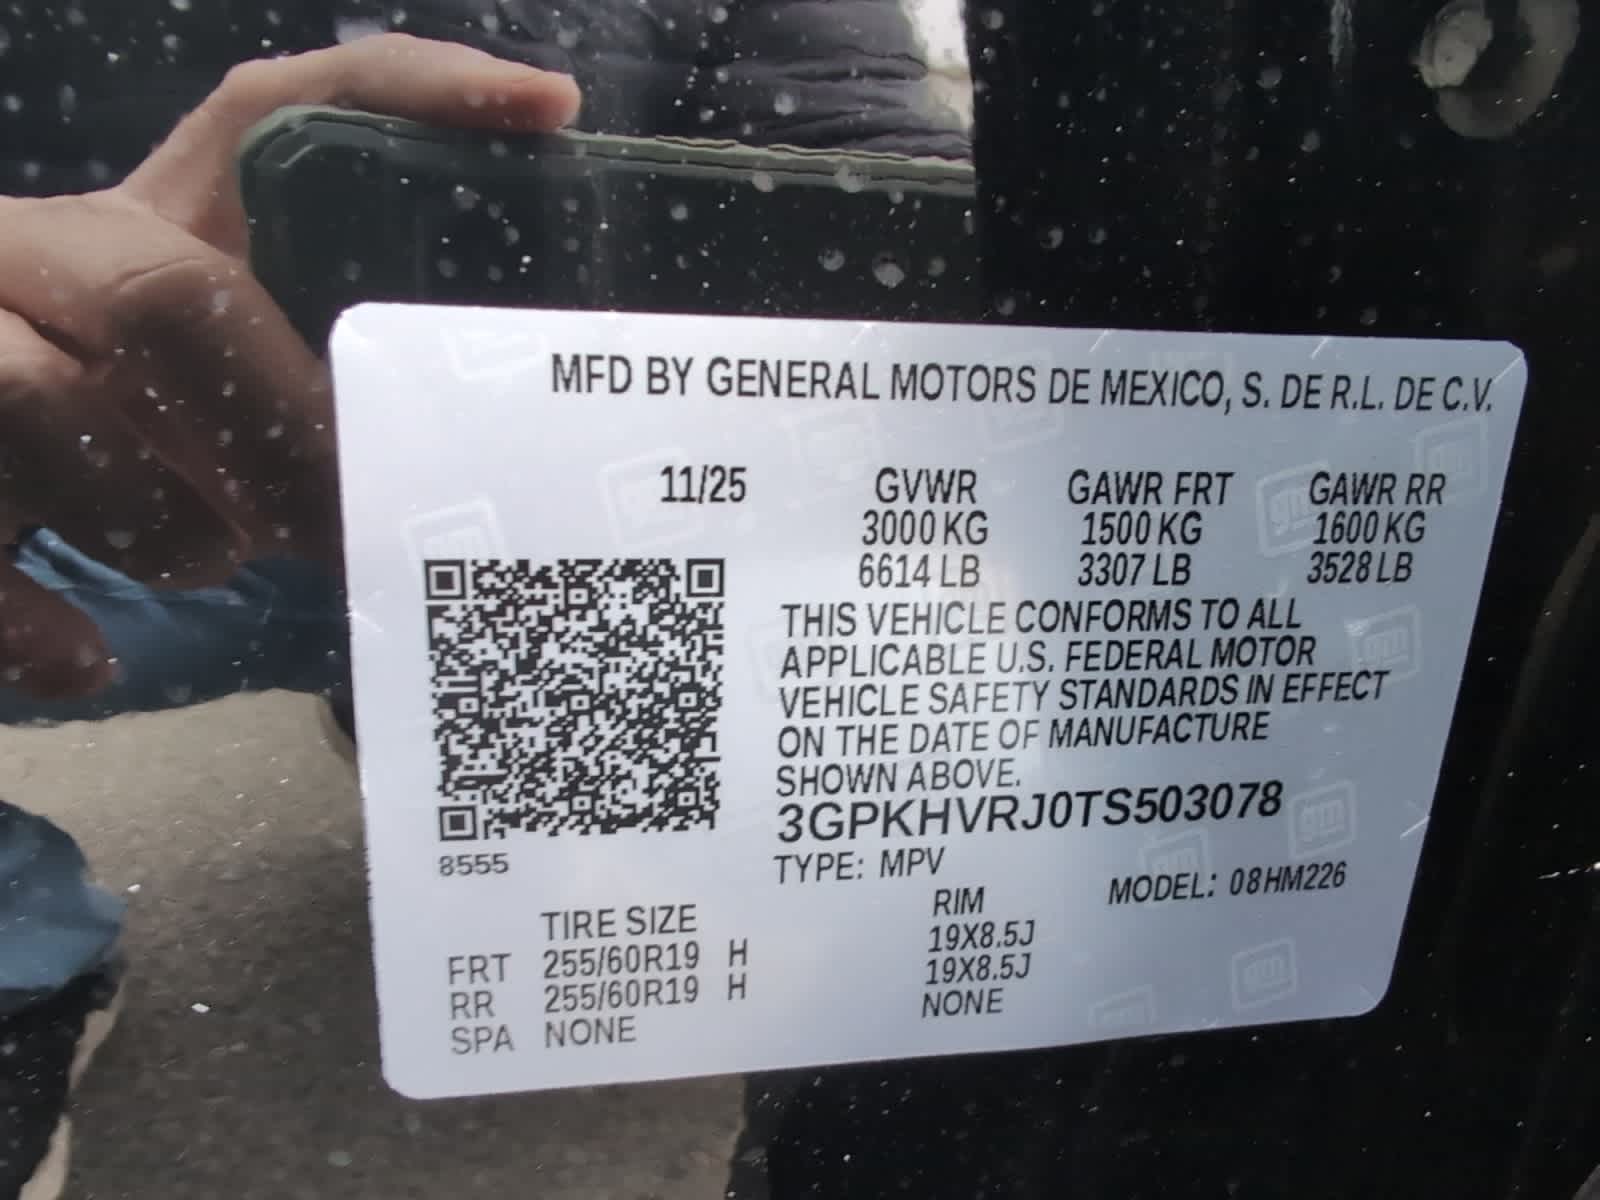 MFD BY GENERAL MOTORS DE MEXICO, S. DE R.L. DE C.V.
11/25 GVWR GAWR FRT GAWR RR
3000 KG 1500 KG 1600 KG
6614 LB 3307 LB 3528 LB
THIS VEHICLE CONFORMS TO ALL
APPLICABLE U.S. FEDERAL MOTOR
VEHICLE SAFETY STANDARDS IN EFFECT
ON THE DATE OF MANUFACTURE
SHOWN ABOVE.
3GPKHVRJ0TS503078
8555
TYPE: MPV MODEL: 08HM226
TIRE SIZE RIM
FRT 255/60R19 H 19X8.5J
RR 255/60R19 H 19X8.5J
SPA NONE NONE